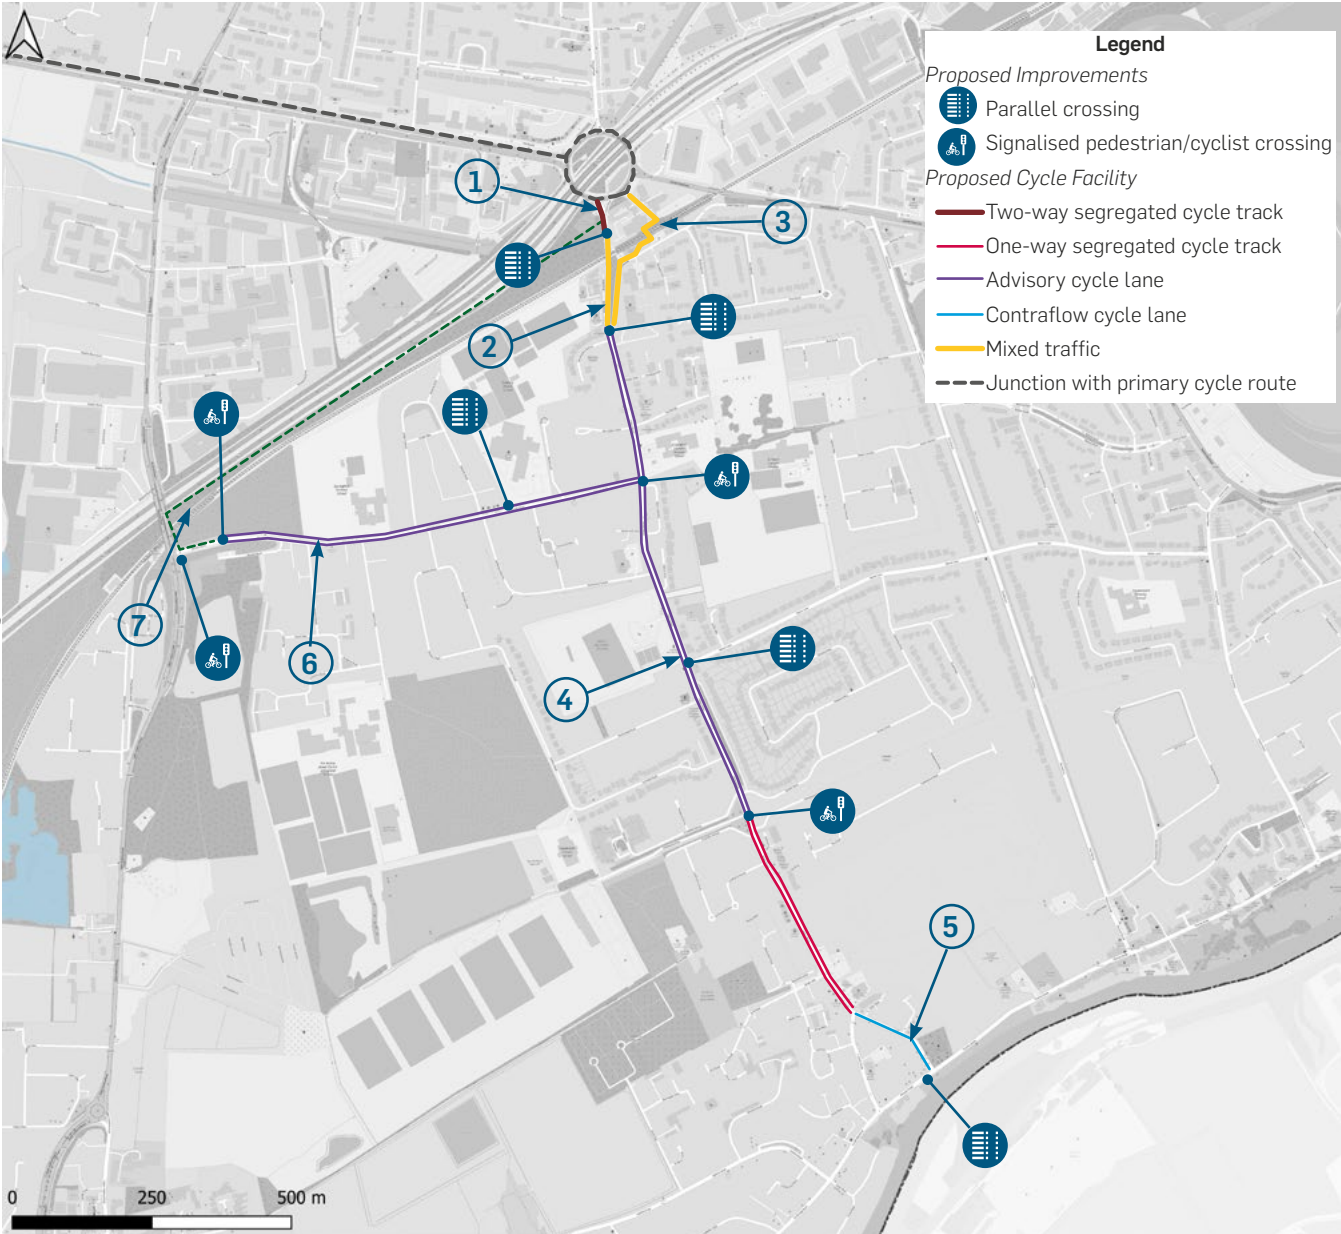 Legend
Proposed Improvements
Parallel crossing
Signalised pedestrian/cyclist crossing
Proposed Cycle Facility
Two-way segregated cycle track
One-way segregated cycle track
Advisory cycle lane
Contraflow cycle lane
Mixed traffic
Junction with primary cycle route
1
3
2
7
6
4
5
0 250 500 m